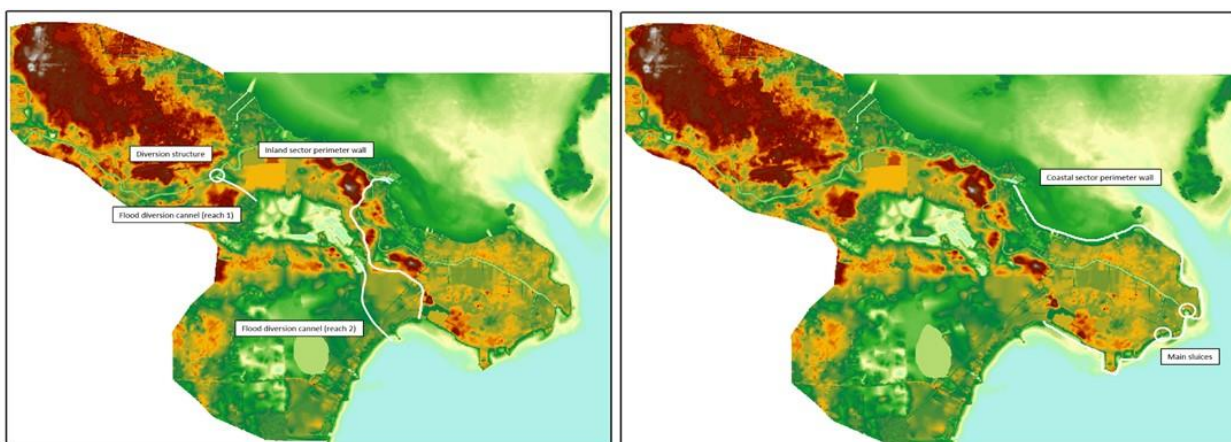 Diversion structure
Inland sector perimeter wall
Flood diversion cannel (reach 1)
Flood diversion cannel (reach 2)
Coastal sector perimeter wall
Main sluices